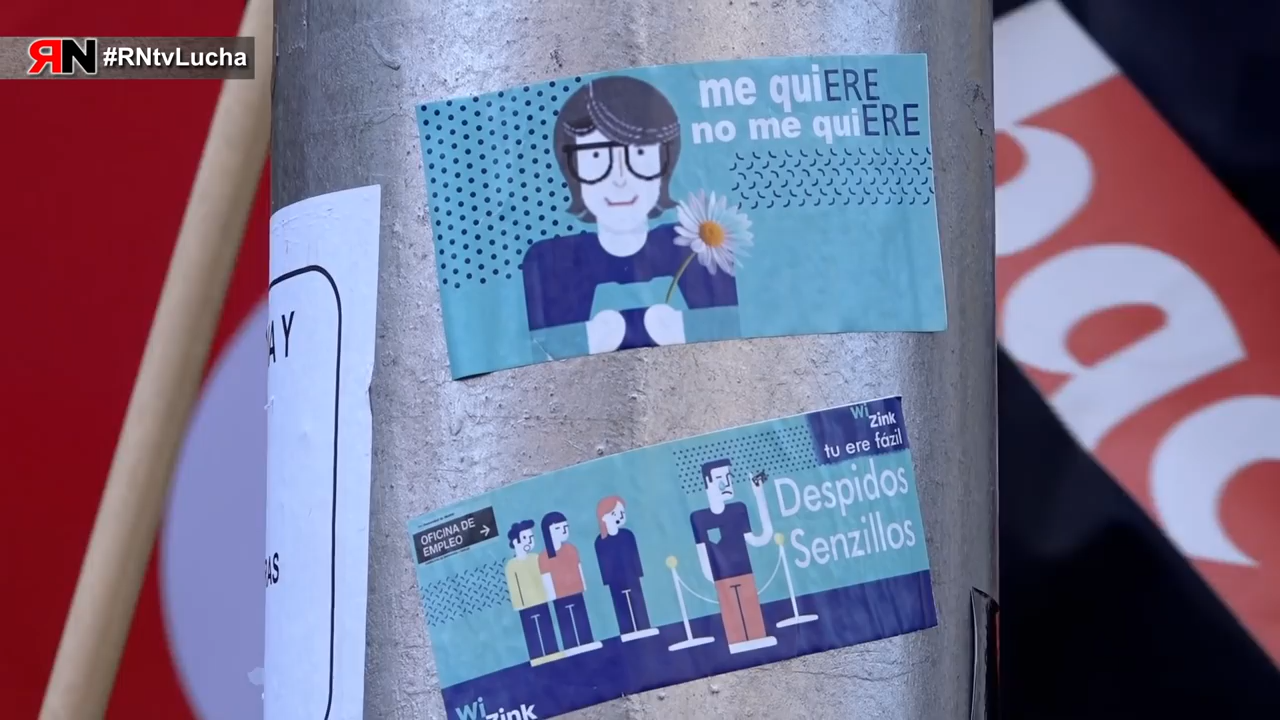 RN #RNtvLucha
me quiERE
no me quiERE
A Y
RAS
Wi
Zink
tu ere fázil
Despidos
Senzillos
OFICINA DE
EMPLEO
Wi
zink